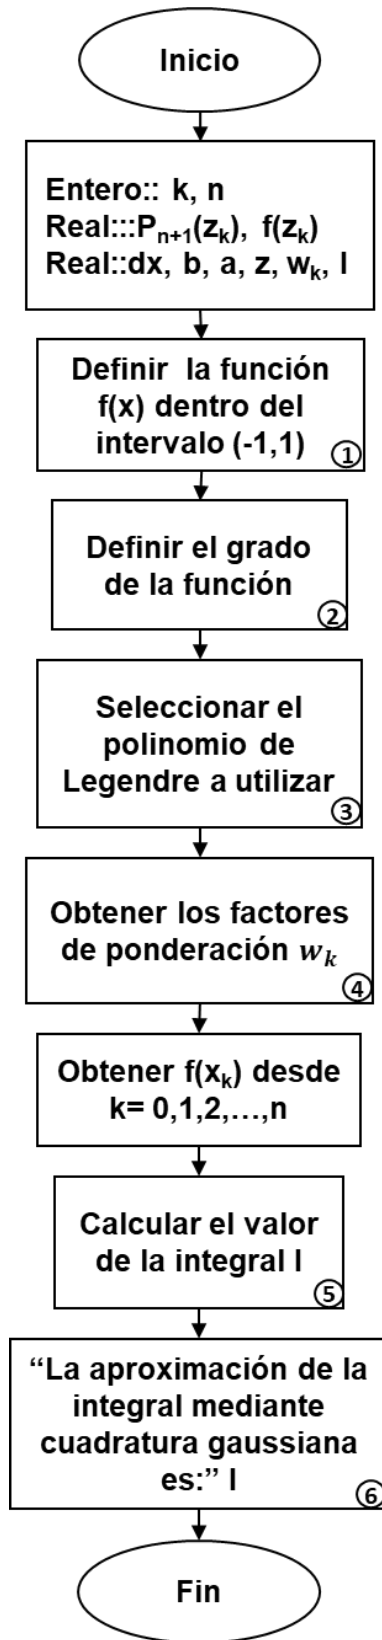 Inicio
Entero:: k, n
Real:::Pₙ₊₁(zₖ), f(zₖ)
Real::dx, b, a, z, wₖ, I
Definir la función
f(x) dentro del
intervalo (-1,1)
①
Definir el grado
de la función
②
Seleccionar el
polinomio de
Legendre a utilizar
③
Obtener los factores
de ponderación wₖ
④
Obtener f(xₖ) desde
k= 0,1,2,...,n
Calcular el valor
de la integral I
⑤
“La aproximación de la
integral mediante
cuadratura gaussiana
es:” I
⑥
Fin